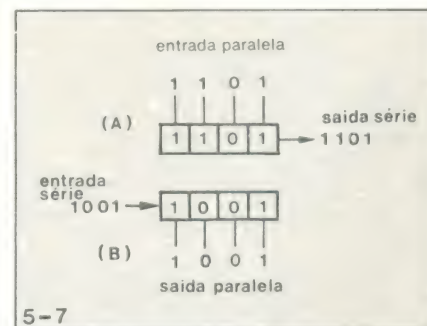 entrada paralela
1 1 0 1
(A)
1 1 0 1
saida série
1101
entrada
série
1001
1 0 0 1
(B)
1 0 0 1
saida paralela
5-7